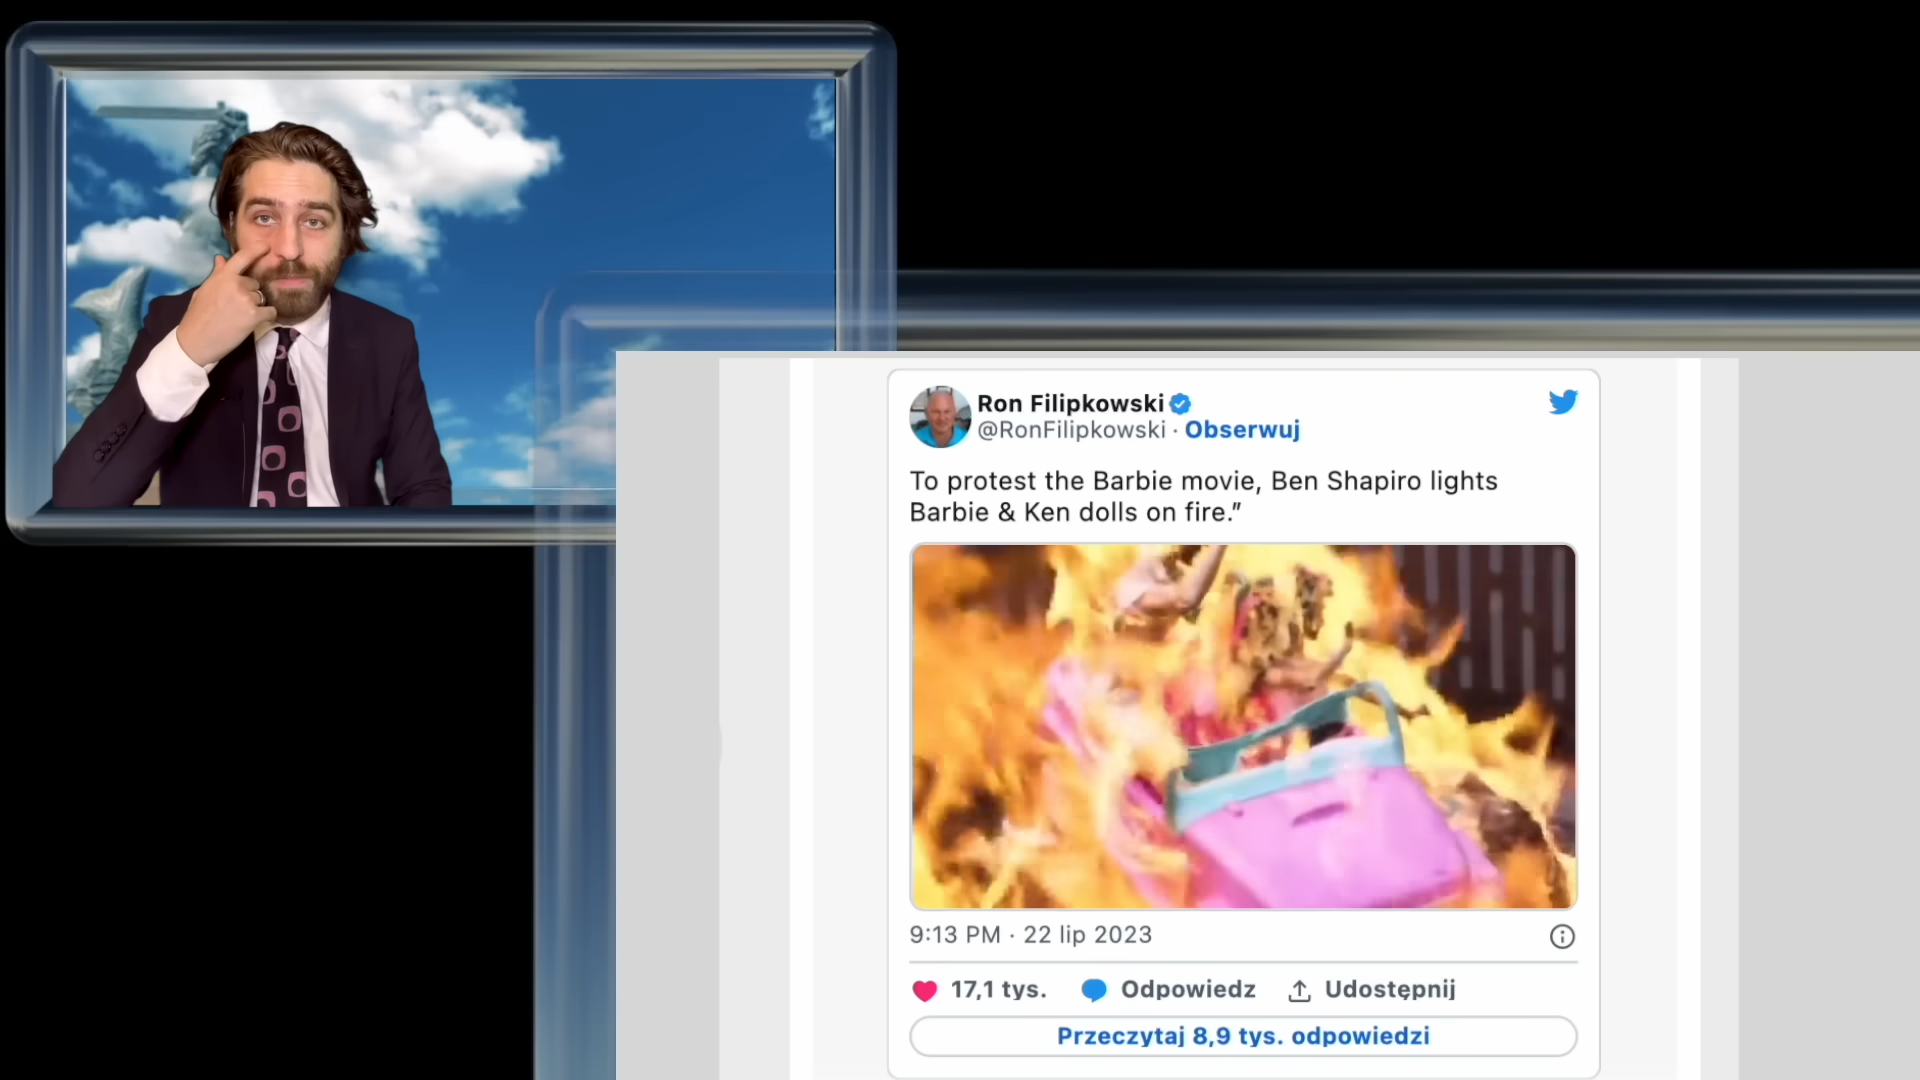 Ron Filipkowski
@RonFilipkowski · Obserwuj
To protest the Barbie movie, Ben Shapiro lights
Barbie & Ken dolls on fire.”
9:13 PM · 22 lip 2023
17,1 tys. Odpowiedz Udostępnij
Przeczytaj 8,9 tys. odpowiedzi